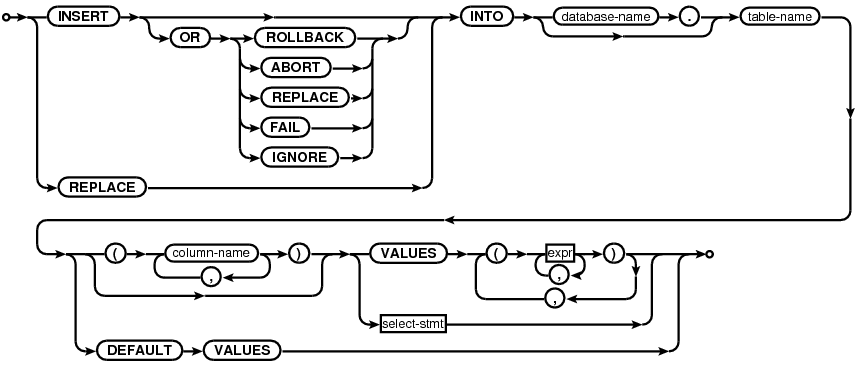 INSERT INTO database-name . table-name
OR ROLLBACK
ABORT
REPLACE
FAIL
IGNORE
REPLACE
( column-name ) VALUES ( expr )
, ,
,
select-stmt
DEFAULT VALUES